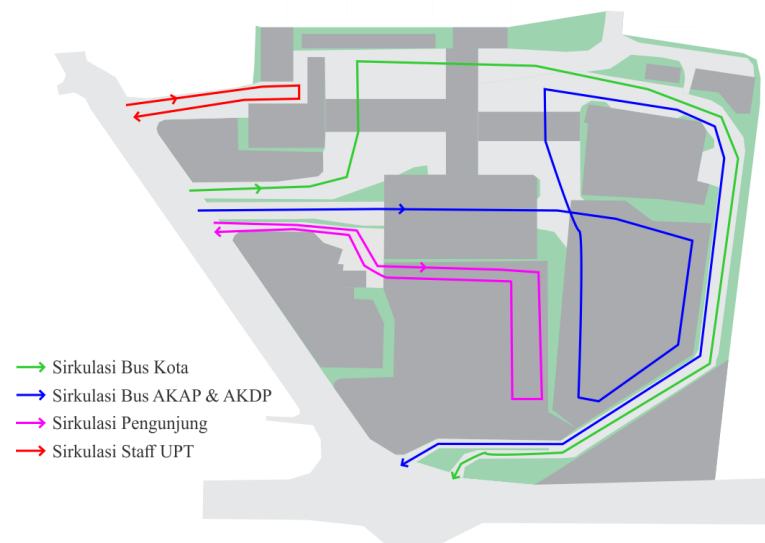 Sirkulasi Bus Kota
Sirkulasi Bus AKAP & AKDP
Sirkulasi Pengunjung
Sirkulasi Staff UPT